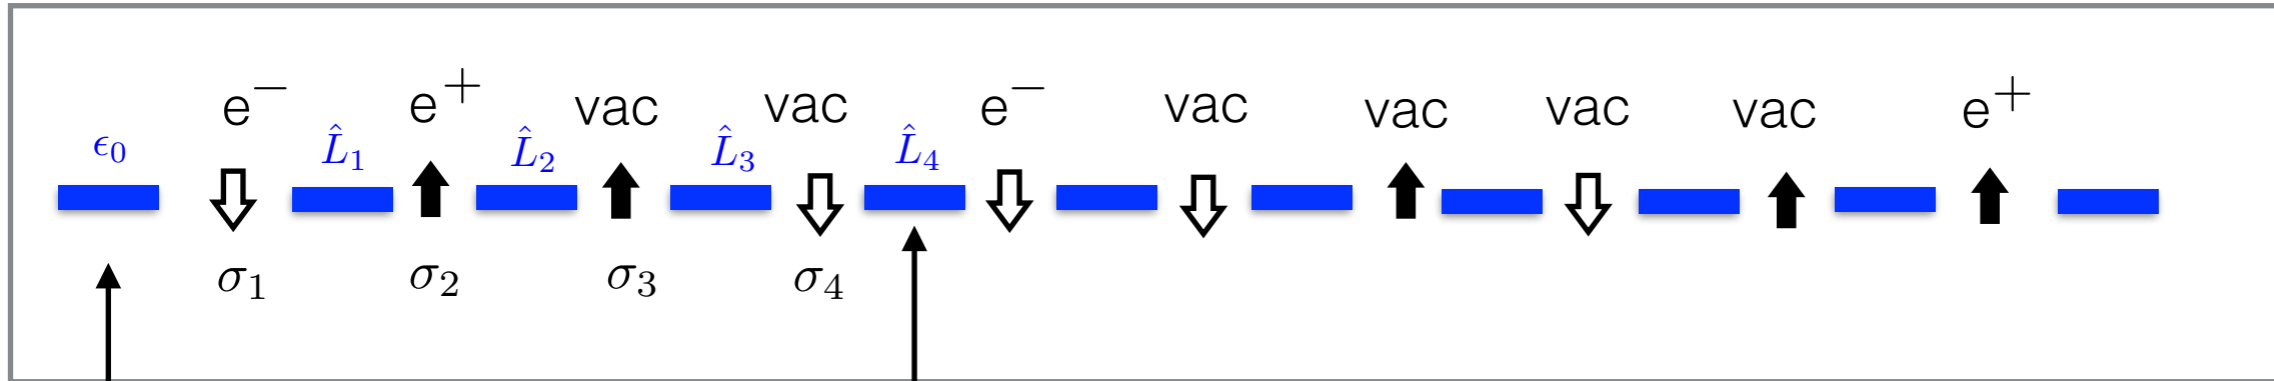 e⁻ e⁺ vac vac e⁻ vac vac vac vac e⁺
ϵ₀ L̂₁ L̂₂ L̂₃ L̂₄
σ₁ σ₂ σ₃ σ₄